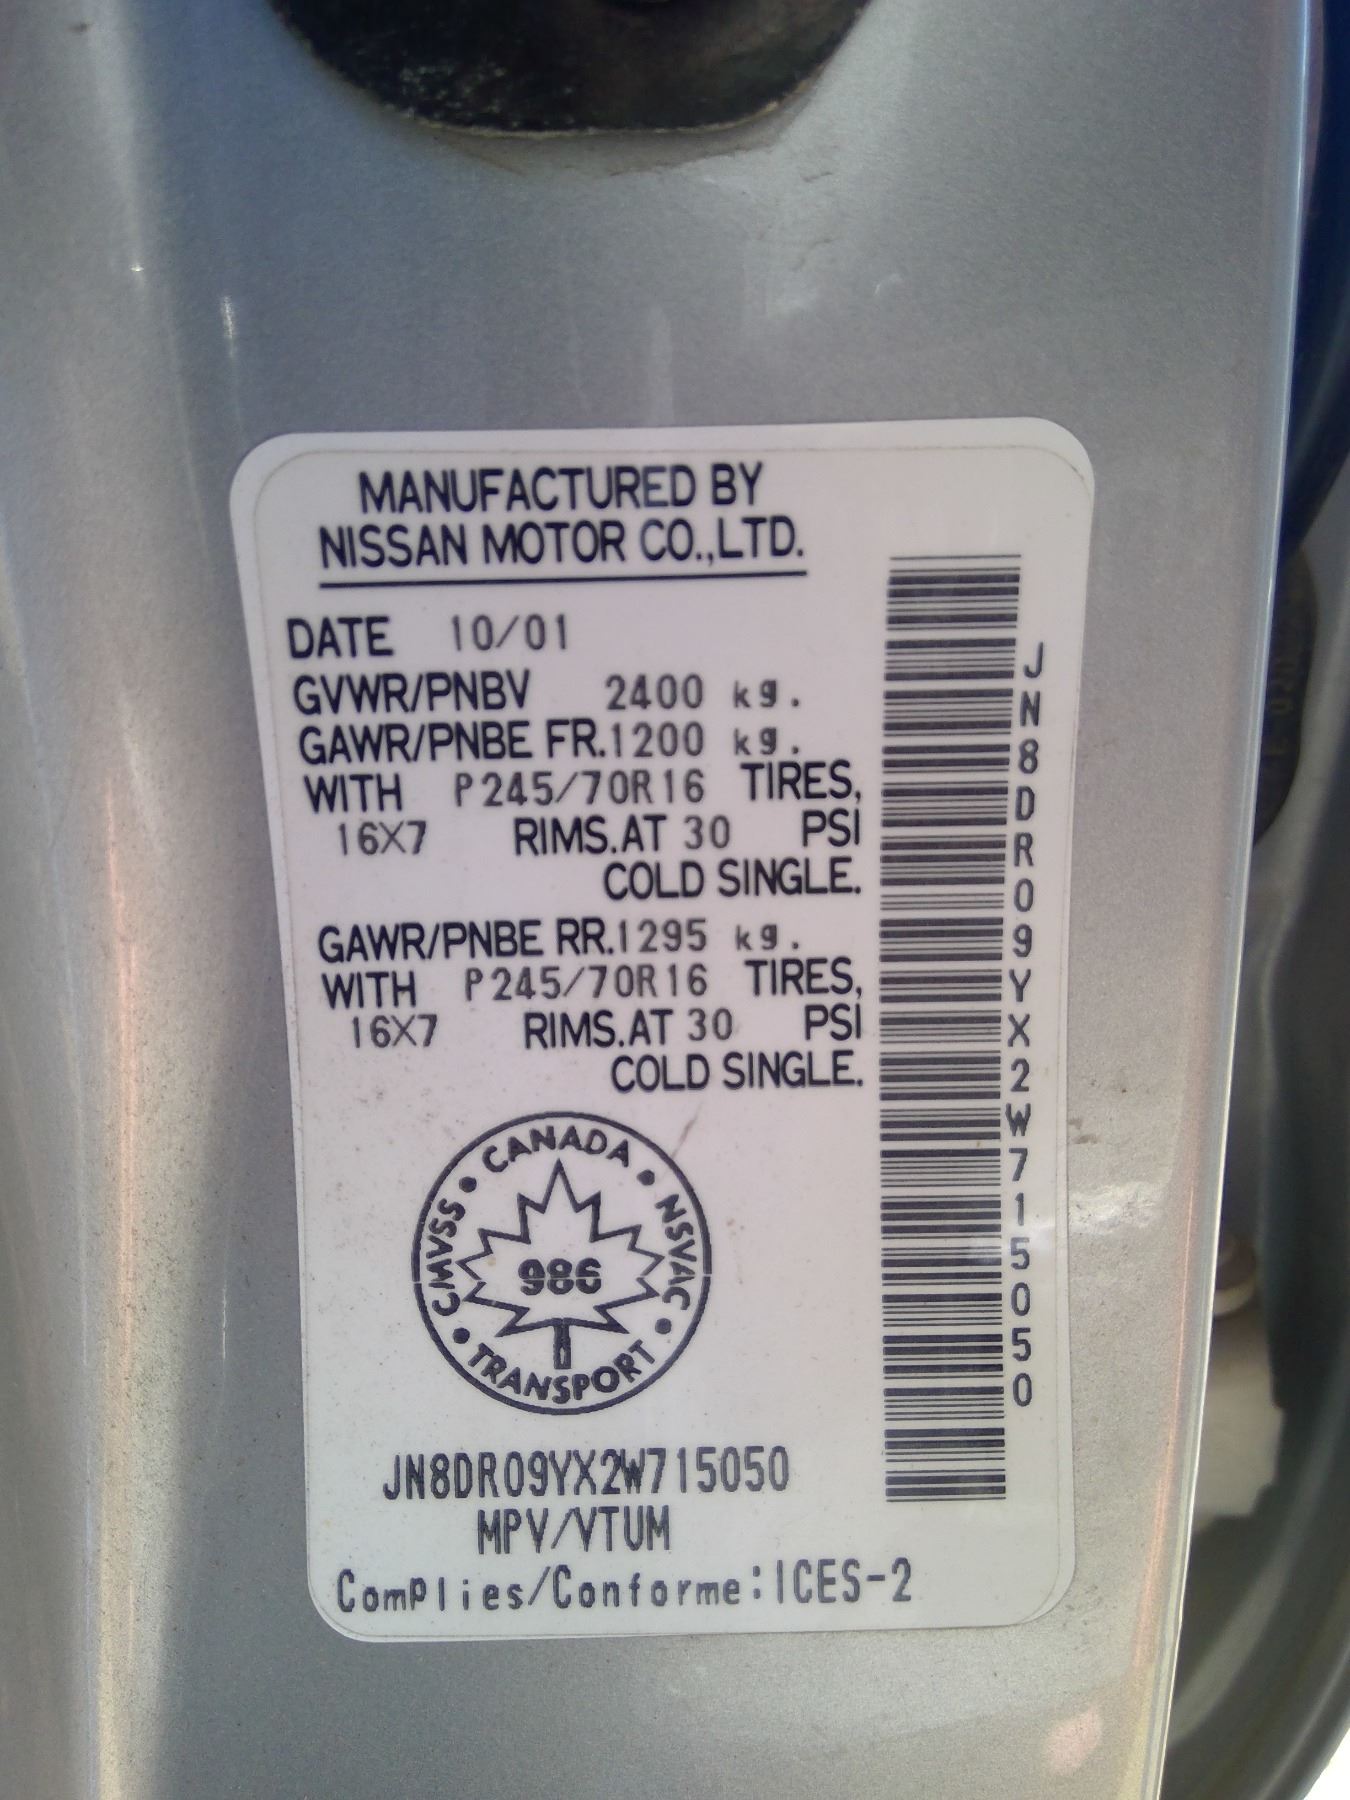 MANUFACTURED BY
NISSAN MOTOR CO.,LTD.
DATE 10/01
GVWR/PNBV 2400 kg.
GAWR/PNBE FR.1200 kg.
WITH P245/70R16 TIRES,
16X7 RIMS.AT 30 PSI
COLD SINGLE.
GAWR/PNBE RR.1295 kg.
WITH P245/70R16 TIRES,
16X7 RIMS.AT 30 PSI
COLD SINGLE.
CANADA • NSVAC • TRANSPORT • CMVSS •
986
JN8DR09YX2W715050
MPV/VTUM
Complies/Conforme:ICES-2
JN8DR09YX2W715050